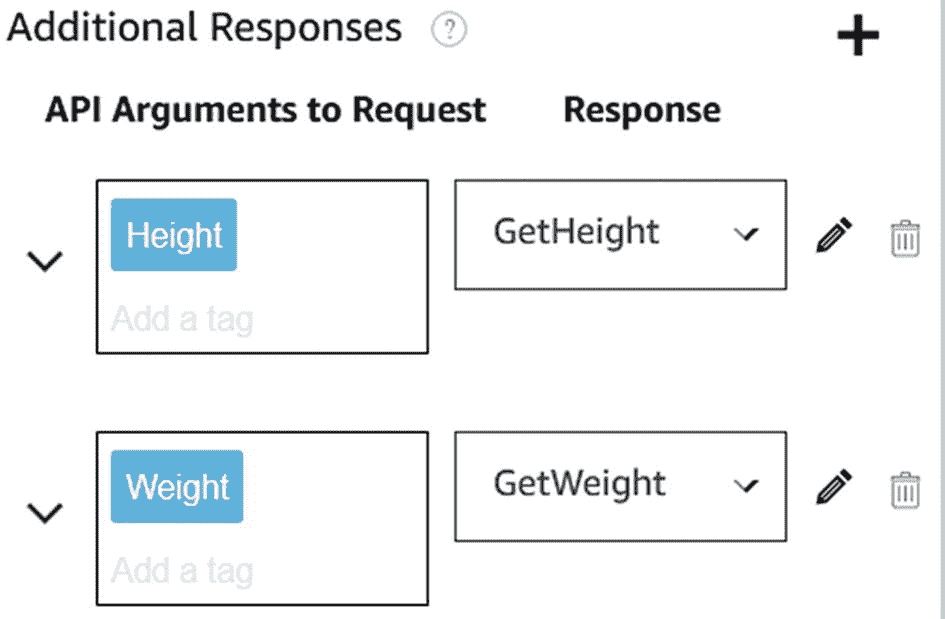 Additional Responses ?
API Arguments to Request Response
Height GetHeight
Add a tag
Weight GetWeight
Add a tag